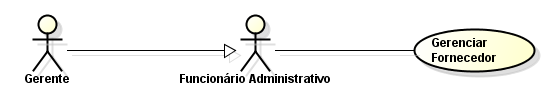 Gerenciar
Fornecedor
Gerente
Funcionário Administrativo